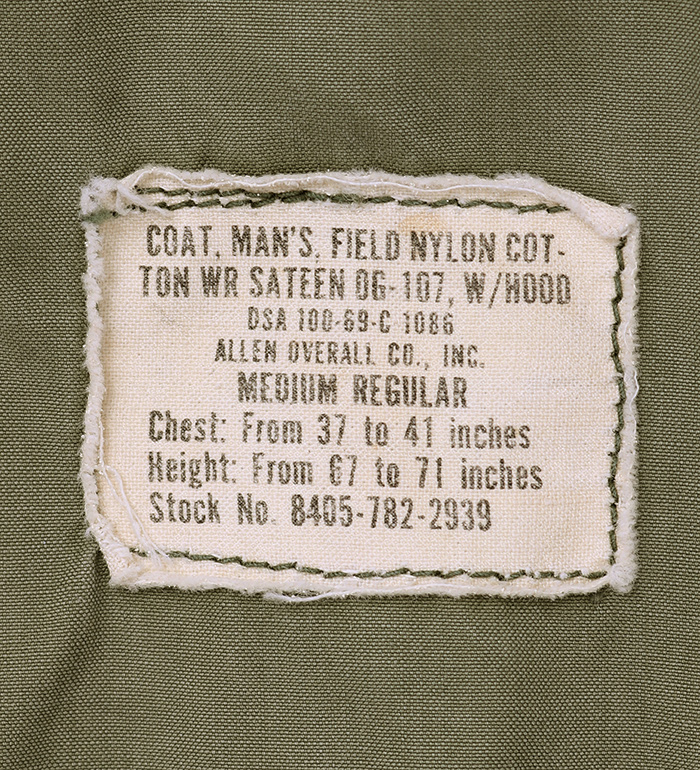 COAT, MAN'S, FIELD NYLON COT-
TON WR SATEEN OG-107, W/HOOD
DSA 100-69-C 1086
ALLEN OVERALL CO., INC.
MEDIUM REGULAR
Chest: From 37 to 41 inches
Height: From 67 to 71 inches
Stock No. 8405-782-2939